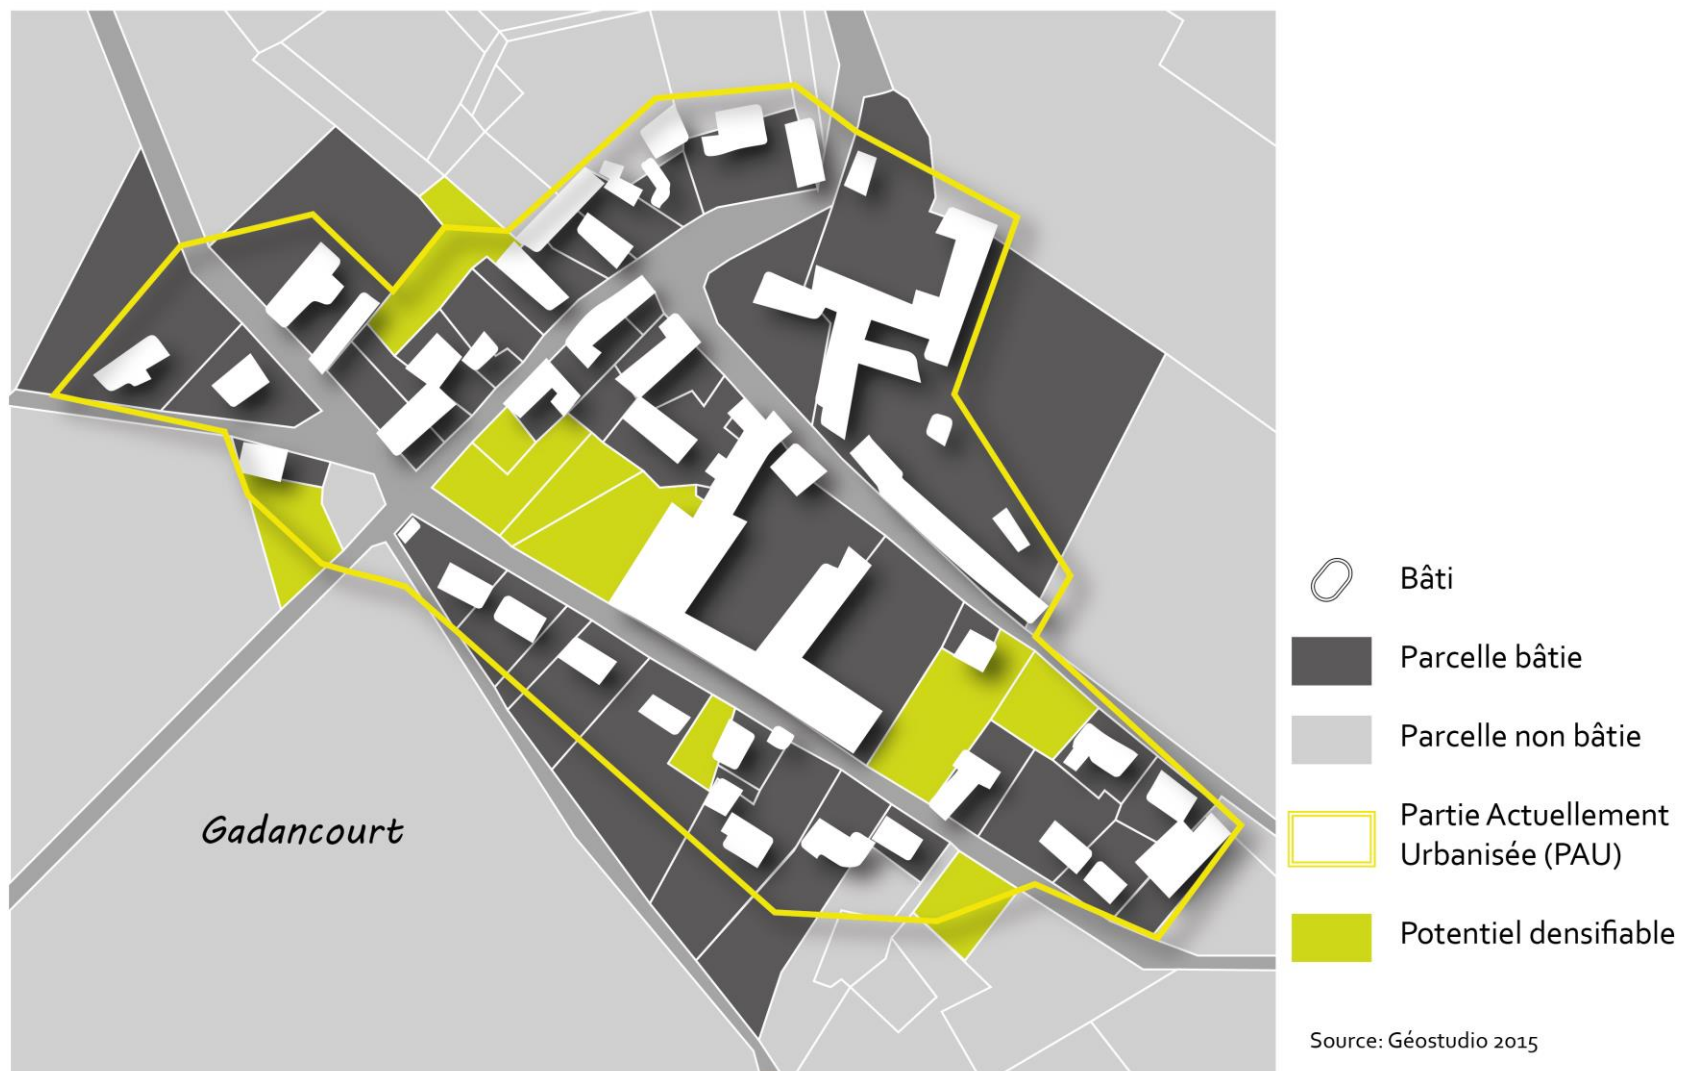 Gadancourt
Bâti
Parcelle bâtie
Parcelle non bâtie
Partie Actuellement
Urbanisée (PAU)
Potentiel densifiable
Source: Géostudio 2015